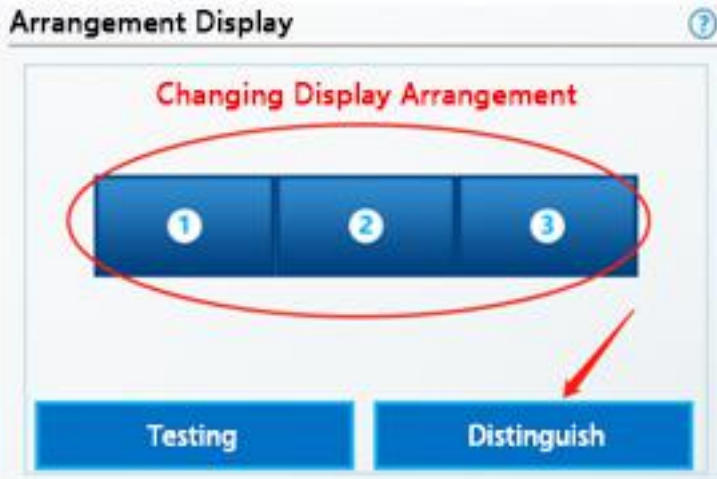 Arrangement Display
?
Changing Display Arrangement
1 2 3
Testing Distinguish